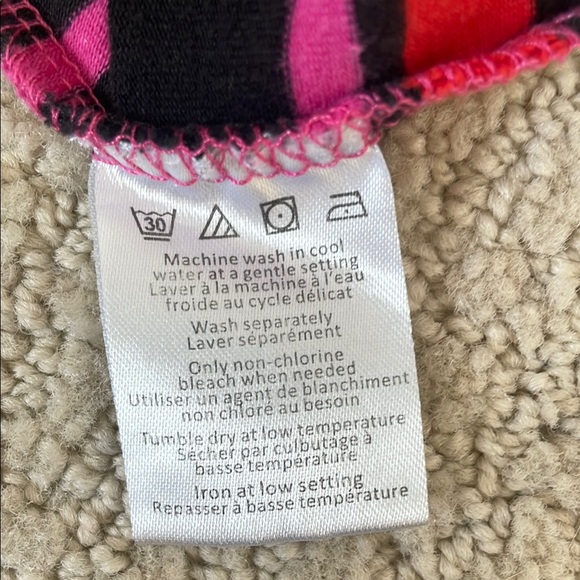 30
Machine wash in cool
water at a gentle setting
Laver à la machine à l'eau
froide au cycle délicat
Wash separately
Laver séparément
Only non-chlorine
bleach when needed
Utiliser un agent de blanchiment
non chloré au besoin
Tumble dry at low temperature
Sécher par culbutage à
basse température
Iron at low setting
Repasser à basse température